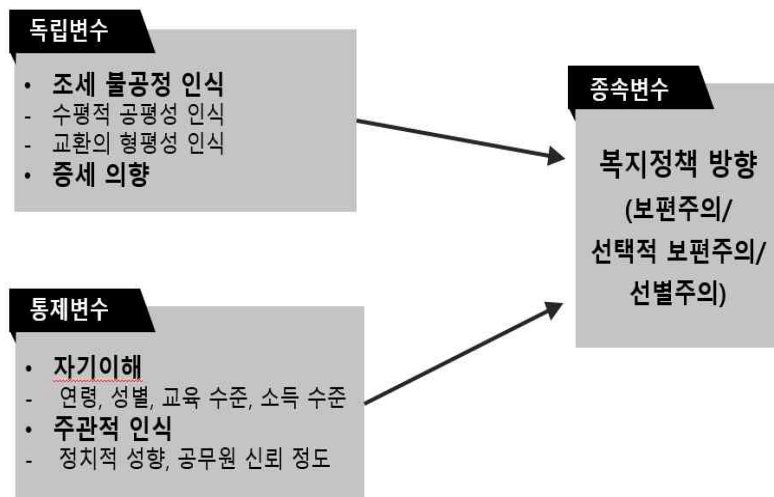 독립변수
• 조세 불공정 인식
- 수평적 공평성 인식
- 교환의 형평성 인식
• 증세 의향
종속변수
복지정책 방향
(보편주의/
선택적 보편주의/
선별주의)
통제변수
• 자기이해
- 연령, 성별, 교육 수준, 소득 수준
• 주관적 인식
- 정치적 성향, 공무원 신뢰 정도